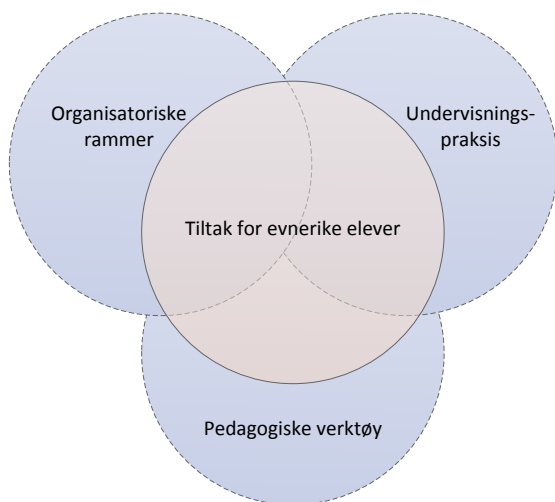 Organisatoriske
rammer
Undervisnings-
praksis
Tiltak for evnerike elever
Pedagogiske verktøy